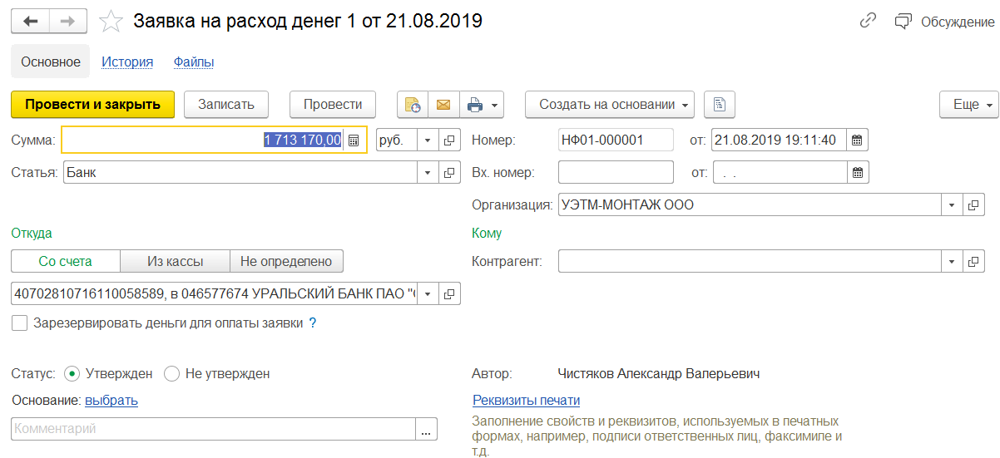 Заявка на расход денег 1 от 21.08.2019
Обсуждение
Основное История Файлы
Провести и закрыть Записать Провести Создать на основании Еще
Сумма: 1 713 170,00 руб. Номер: НФ01-000001 от: 21.08.2019 19:11:40
Статья: Банк Вх. номер: от: . .
Организация: УЭТМ-МОНТАЖ ООО
Откуда Кому
Со счета Из кассы Не определено Контрагент:
40702810716110058589, в 046577674 УРАЛЬСКИЙ БАНК ПАО "
Зарезервировать деньги для оплаты заявки ?
Статус: Утвержден Не утвержден Автор: Чистяков Александр Валерьевич
Основание: выбрать Реквизиты печати
Комментарий ... Заполнение свойств и реквизитов, используемых в печатных
формах, например, подписи ответственных лиц, факсимиле и
т.д.